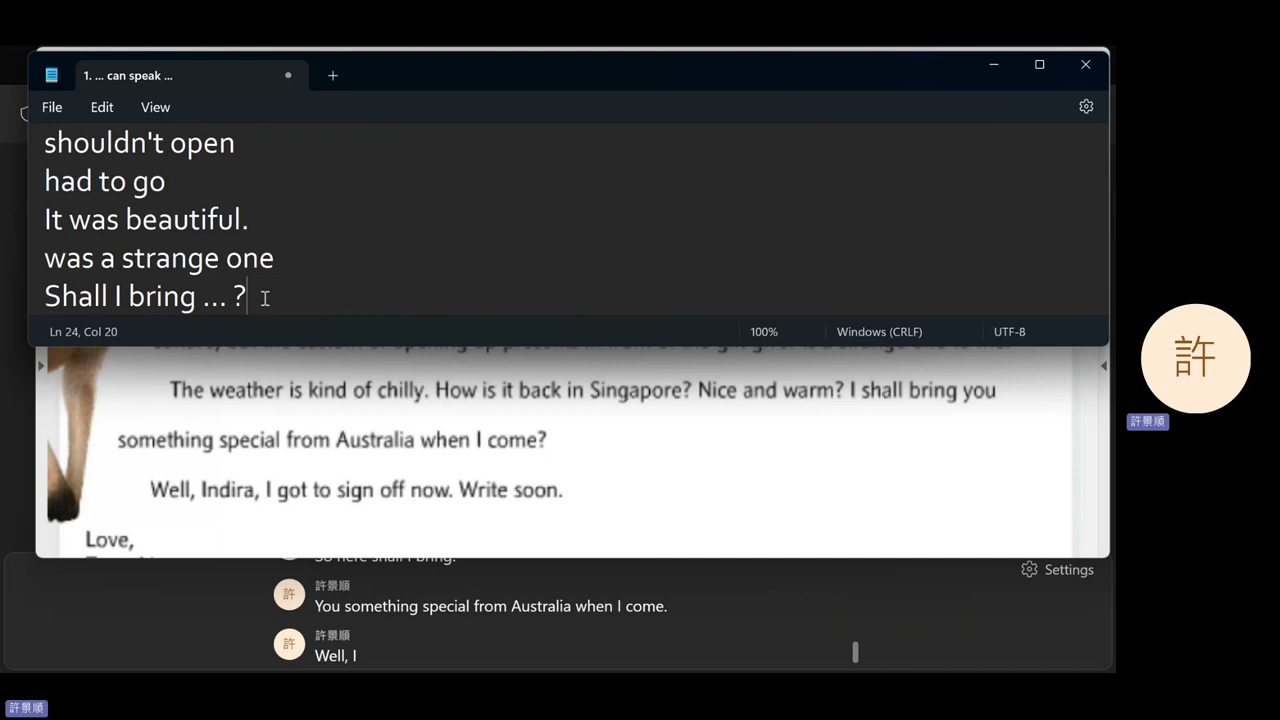 1. ... can speak ...
File Edit View
shouldn't open
had to go
It was beautiful.
was a strange one
Shall I bring ... ?
Ln 24, Col 20 100% Windows (CRLF) UTF-8
The weather is kind of chilly. How is it back in Singapore? Nice and warm? I shall bring you
something special from Australia when I come?
Well, Indira, I got to sign off now. Write soon.
Love,
So here shall I bring.
Settings
許 許景順
You something special from Australia when I come.
許 許景順
Well, I
許
許景順
許景順